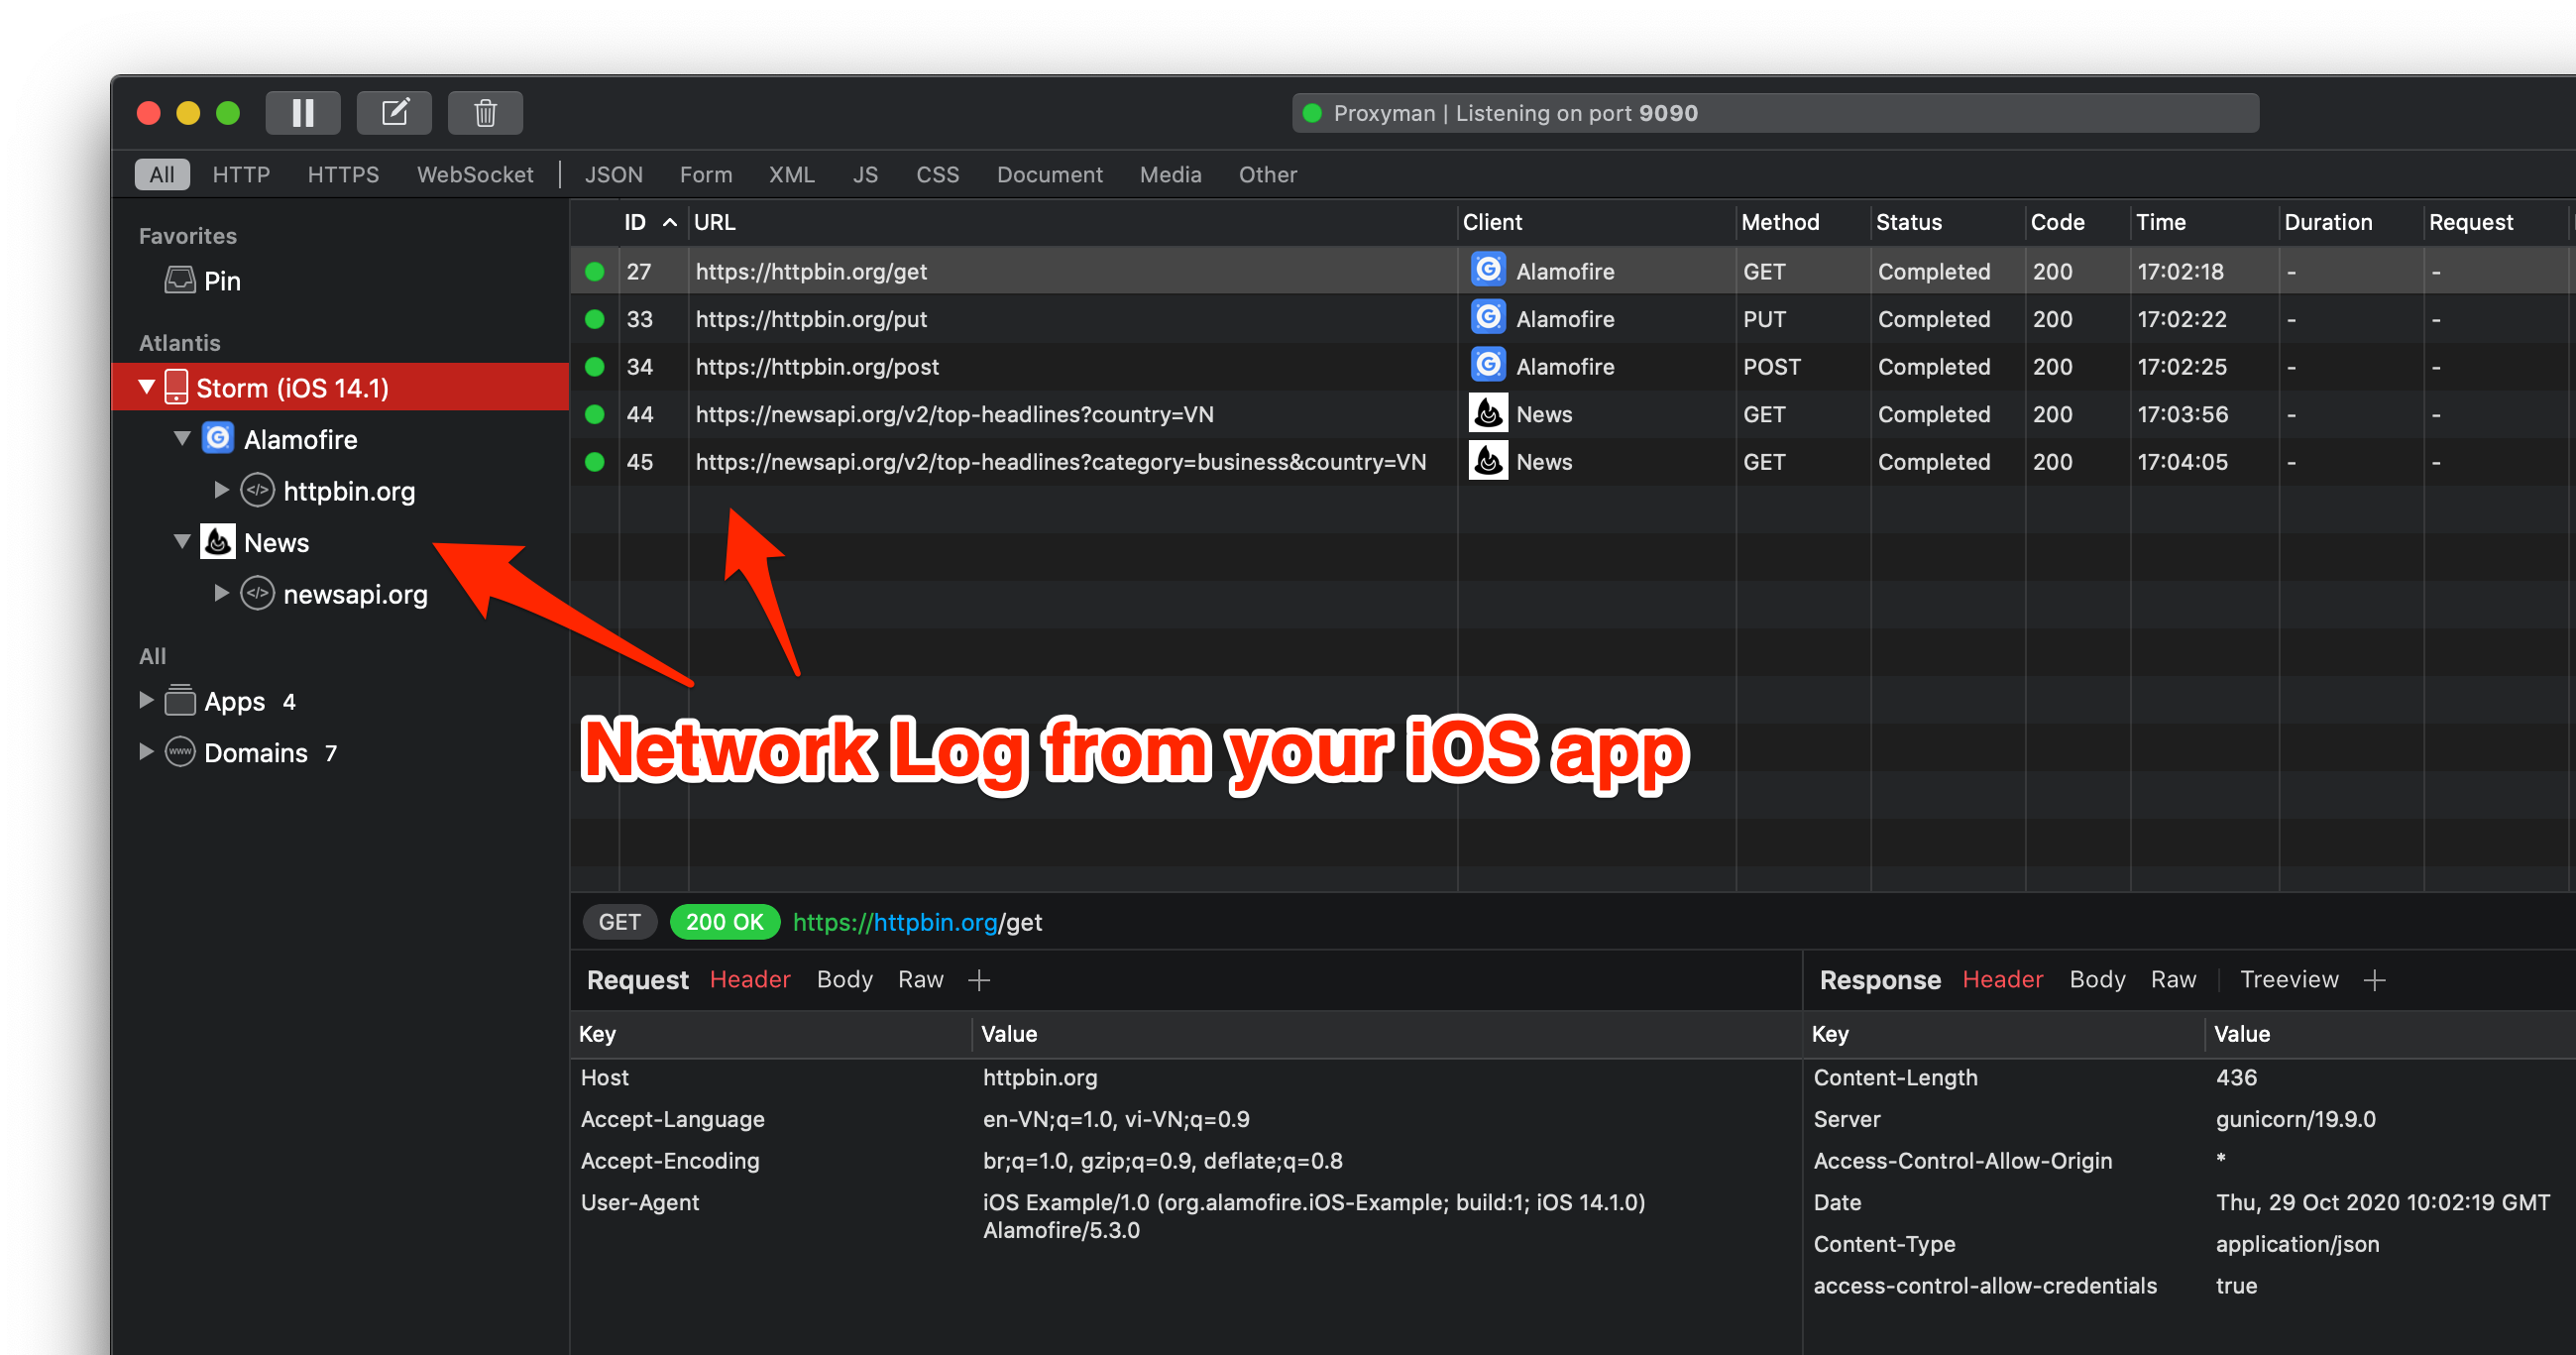 Proxyman | Listening on port 9090
All HTTP HTTPS WebSocket JSON Form XML JS CSS Document Media Other
Favorites
Pin
Atlantis
Storm (iOS 14.1)
Alamofire
httpbin.org
News
newsapi.org
All
Apps 4
Domains 7
ID URL Client Method Status Code Time Duration Request
27 https://httpbin.org/get Alamofire GET Completed 200 17:02:18 - -
33 https://httpbin.org/put Alamofire PUT Completed 200 17:02:22 - -
34 https://httpbin.org/post Alamofire POST Completed 200 17:02:25 - -
44 https://newsapi.org/v2/top-headlines?country=VN News GET Completed 200 17:03:56 - -
45 https://newsapi.org/v2/top-headlines?category=business&country=VN News GET Completed 200 17:04:05 - -
Network Log from your iOS app
GET 200 OK https://httpbin.org/get
Request Header Body Raw +
Key Value
Host httpbin.org
Accept-Language en-VN;q=1.0, vi-VN;q=0.9
Accept-Encoding br;q=1.0, gzip;q=0.9, deflate;q=0.8
User-Agent iOS Example/1.0 (org.alamofire.iOS-Example; build:1; iOS 14.1.0)
Alamofire/5.3.0
Response Header Body Raw Treeview +
Key Value
Content-Length 436
Server gunicorn/19.9.0
Access-Control-Allow-Origin *
Date Thu, 29 Oct 2020 10:02:19 GMT
Content-Type application/json
access-control-allow-credentials true